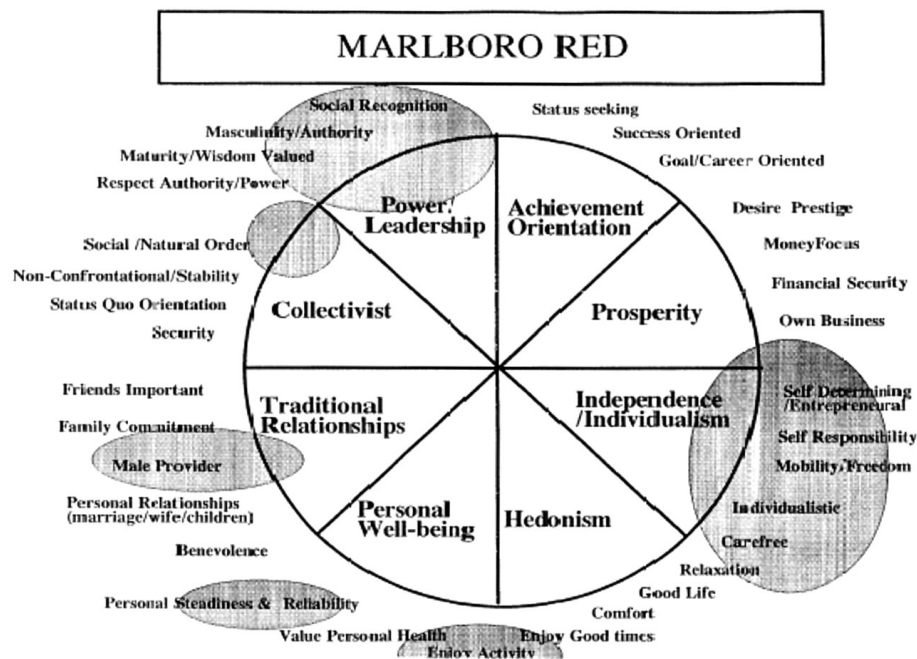 MARLBORO RED
Social Recognition
Masculinity/Authority
Maturity/Wisdom Valued
Respect Authority/Power
Status seeking
Success Oriented
Goal/Career Oriented
Power/
Leadership
Achievement
Orientation
Desire Prestige
MoneyFocus
Financial Security
Own Business
Social /Natural Order
Non-Confrontational/Stability
Status Quo Orientation
Security
Collectivist
Prosperity
Friends Important
Family Commitment
Male Provider
Personal Relationships
(marriage/wife/children)
Benevolence
Traditional
Relationships
Independence
/Individualism
Self Determining
/Entrepreneural
Self Responsibility
Mobility/Freedom
Individualistic
Carefree
Relaxation
Good Life
Comfort
Personal
Well-being
Hedonism
Personal Steadiness & Reliability
Value Personal Health
Enjoy Good times
Enjoy Activity